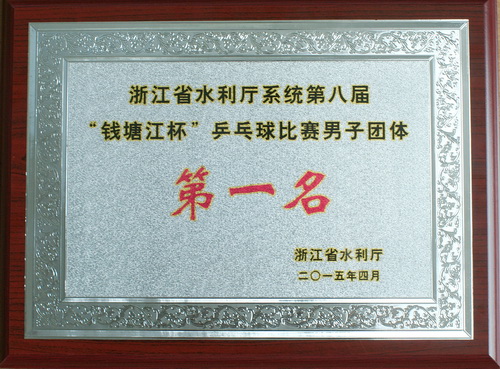 浙江省水利厅系统第八届
“钱塘江杯”乒乓球比赛男子团体
第一名
浙江省水利厅
二〇一五年四月